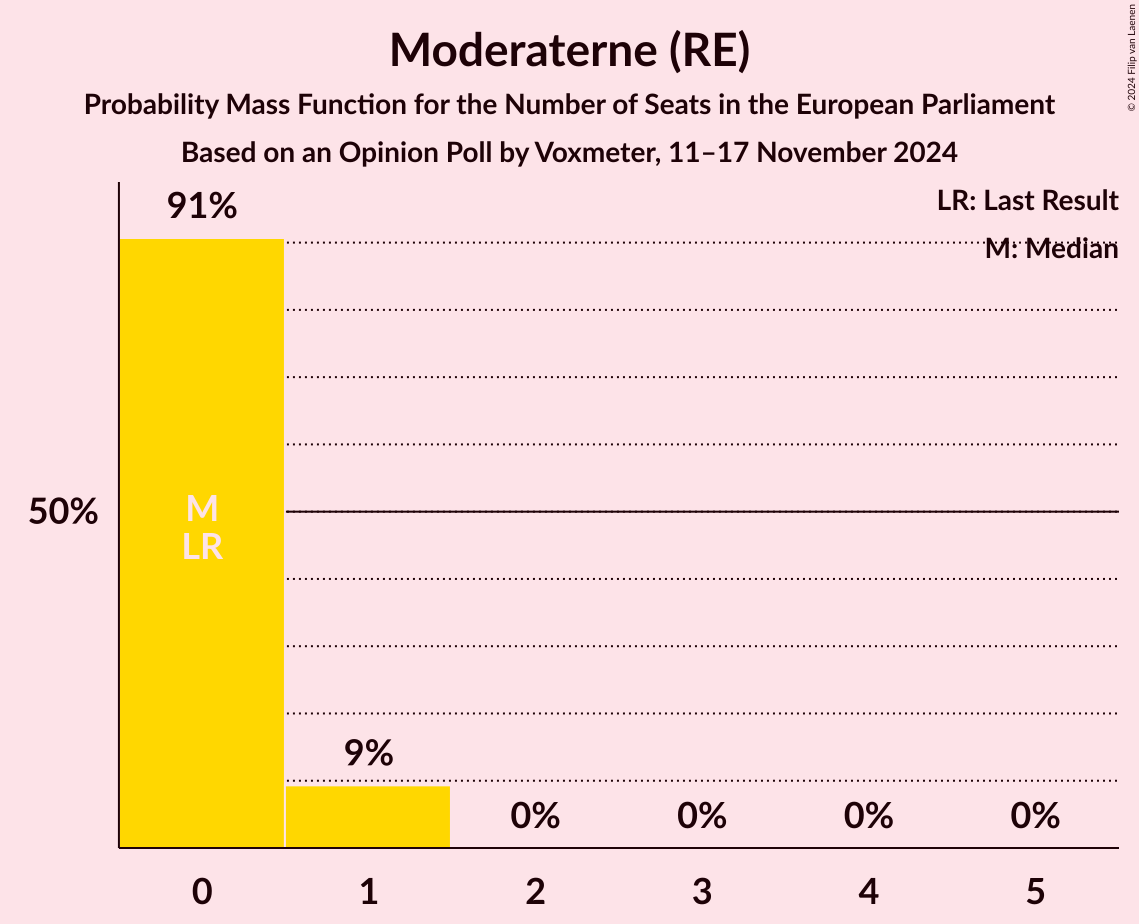 Moderaterne (RE)
Probability Mass Function for the Number of Seats in the European Parliament
Based on an Opinion Poll by Voxmeter, 11–17 November 2024
© 2024 Filip van Laenen
LR: Last Result
M: Median
91%
50%
M
LR
9%
0%
0%
0%
0%
0
1
2
3
4
5